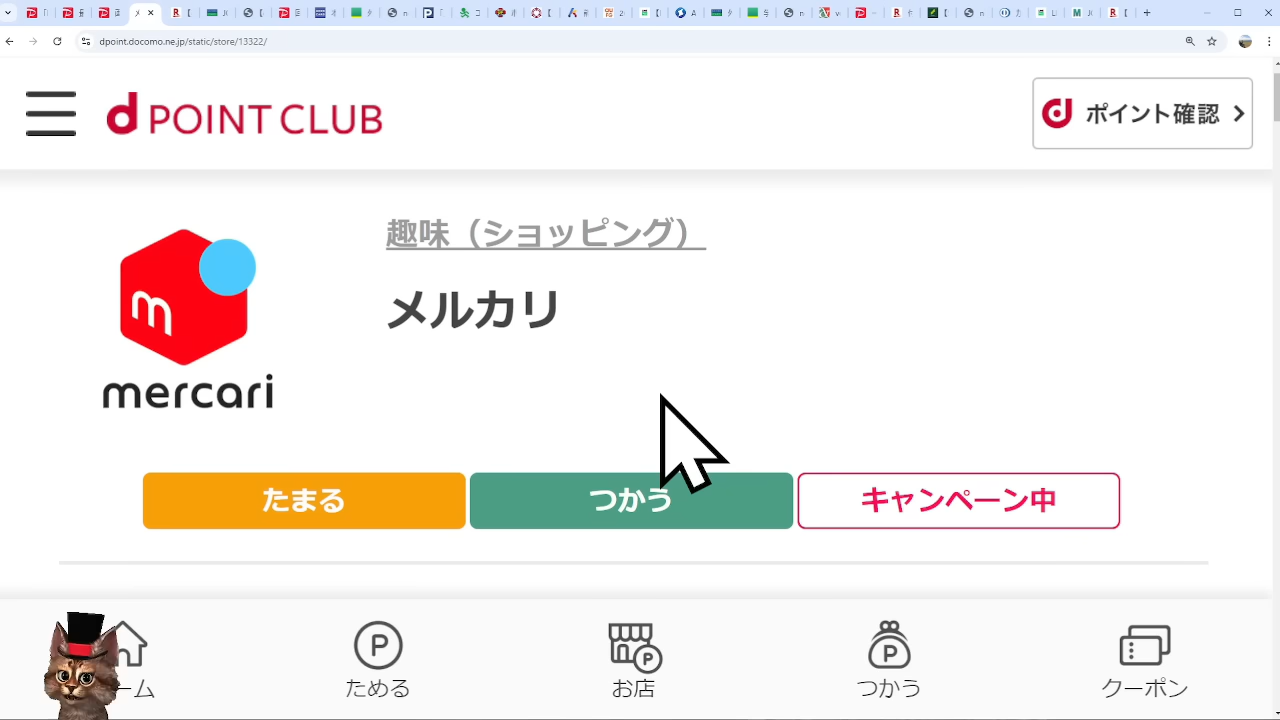 dpoint.docomo.ne.jp/static/store/13322/
d POINT CLUB
ポイント確認
趣味（ショッピング）
メルカリ
m
mercari
たまる
つかう
キャンペーン中
ーム
ためる
お店
つかう
クーポン